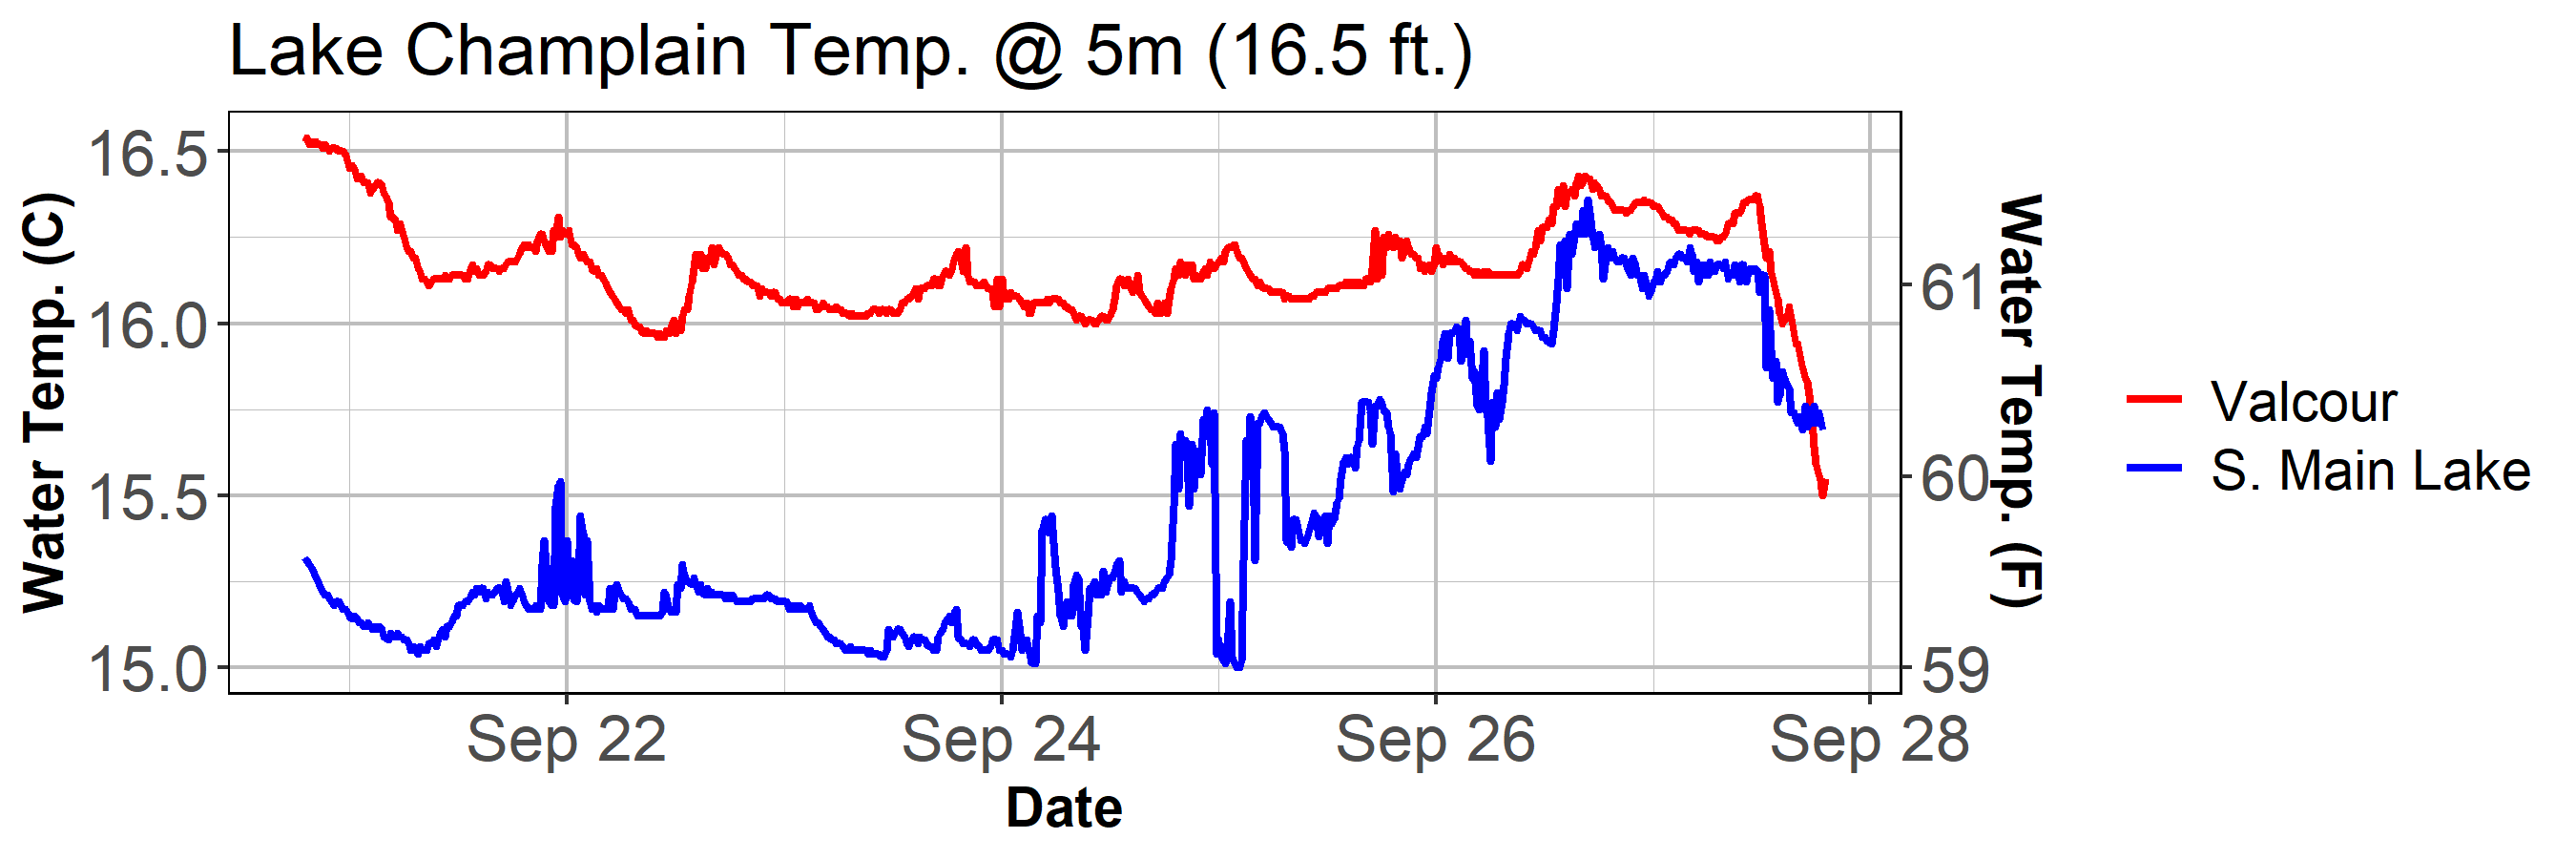 Lake Champlain Temp. @ 5m (16.5 ft.)
Water Temp. (C)
16.5
16.0
15.5
15.0
61
60
59
Water Temp. (F)
Sep 22 Sep 24 Sep 26 Sep 28
Date
Valcour
S. Main Lake